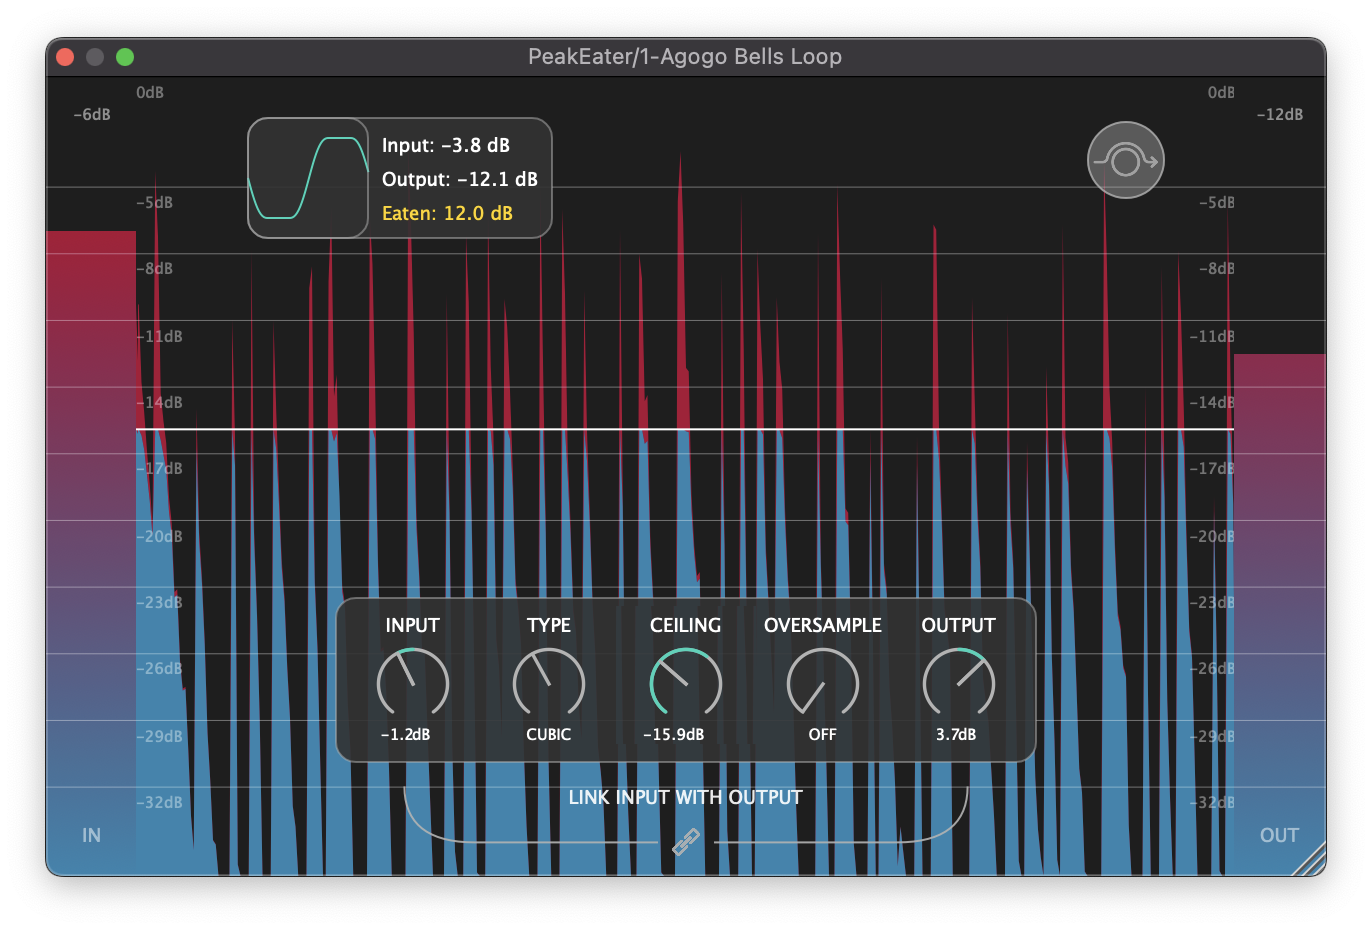 PeakEater/1-Agogo Bells Loop
0dB
0dB
-6dB
-12dB
Input: -3.8 dB
Output: -12.1 dB
Eaten: 12.0 dB
-5dB
-5dB
-8dB
-8dB
-11dB
-11dB
-14dB
-14dB
-17dB
-17dB
-20dB
-20dB
-23dB
-23dB
INPUT
TYPE
CEILING
OVERSAMPLE
OUTPUT
-26dB
-26dB
-1.2dB
CUBIC
-15.9dB
OFF
3.7dB
-29dB
-29dB
LINK INPUT WITH OUTPUT
-32dB
-32dB
IN
OUT